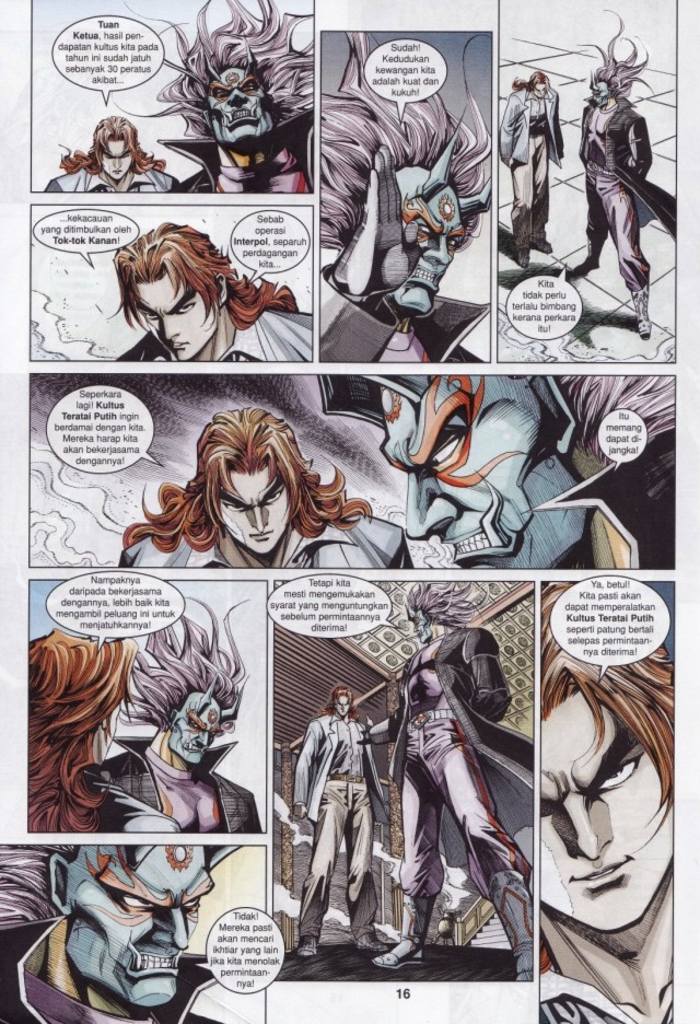 Tuan
Ketua, hasil pen-
dapatan kultus kita pada
tahun ini sudah jatuh
sebanyak 30 peratus
akibat...
...kekacauan
yang ditimbulkan oleh
Tok-tok Kanan!
Sebab
operasi
Interpol, separuh
perdagangan
kita...
Sudah!
Kedudukan
kewangan kita
adalah kuat dan
kukuh!
Kita
tidak perlu
terlalu bimbang
kerana perkara
itu!
Seperkara
lagi! Kultus
Teratai Putih ingin
berdamai dengan kita.
Mereka harap kita
akan bekerjasama
dengannya!
Itu
memang
dapat di-
jangka!
Nampaknya
daripada bekerjasama
dengannya, lebih baik kita
mengambil peluang ini untuk
menjatuhkannya!
Tidak!
Mereka pasti
akan mencari
ikhtiar yang lain
jika kita menolak
permintaan-
nya!
Tetapi kita
mesti mengemukakan
syarat yang menguntungkan
sebelum permintaannya
diterima!
Ya, betul!
Kita pasti akan
dapat memperalatkan
Kultus Teratai Putih
seperti patung bertali
selepas permintaan-
nya diterima!
16